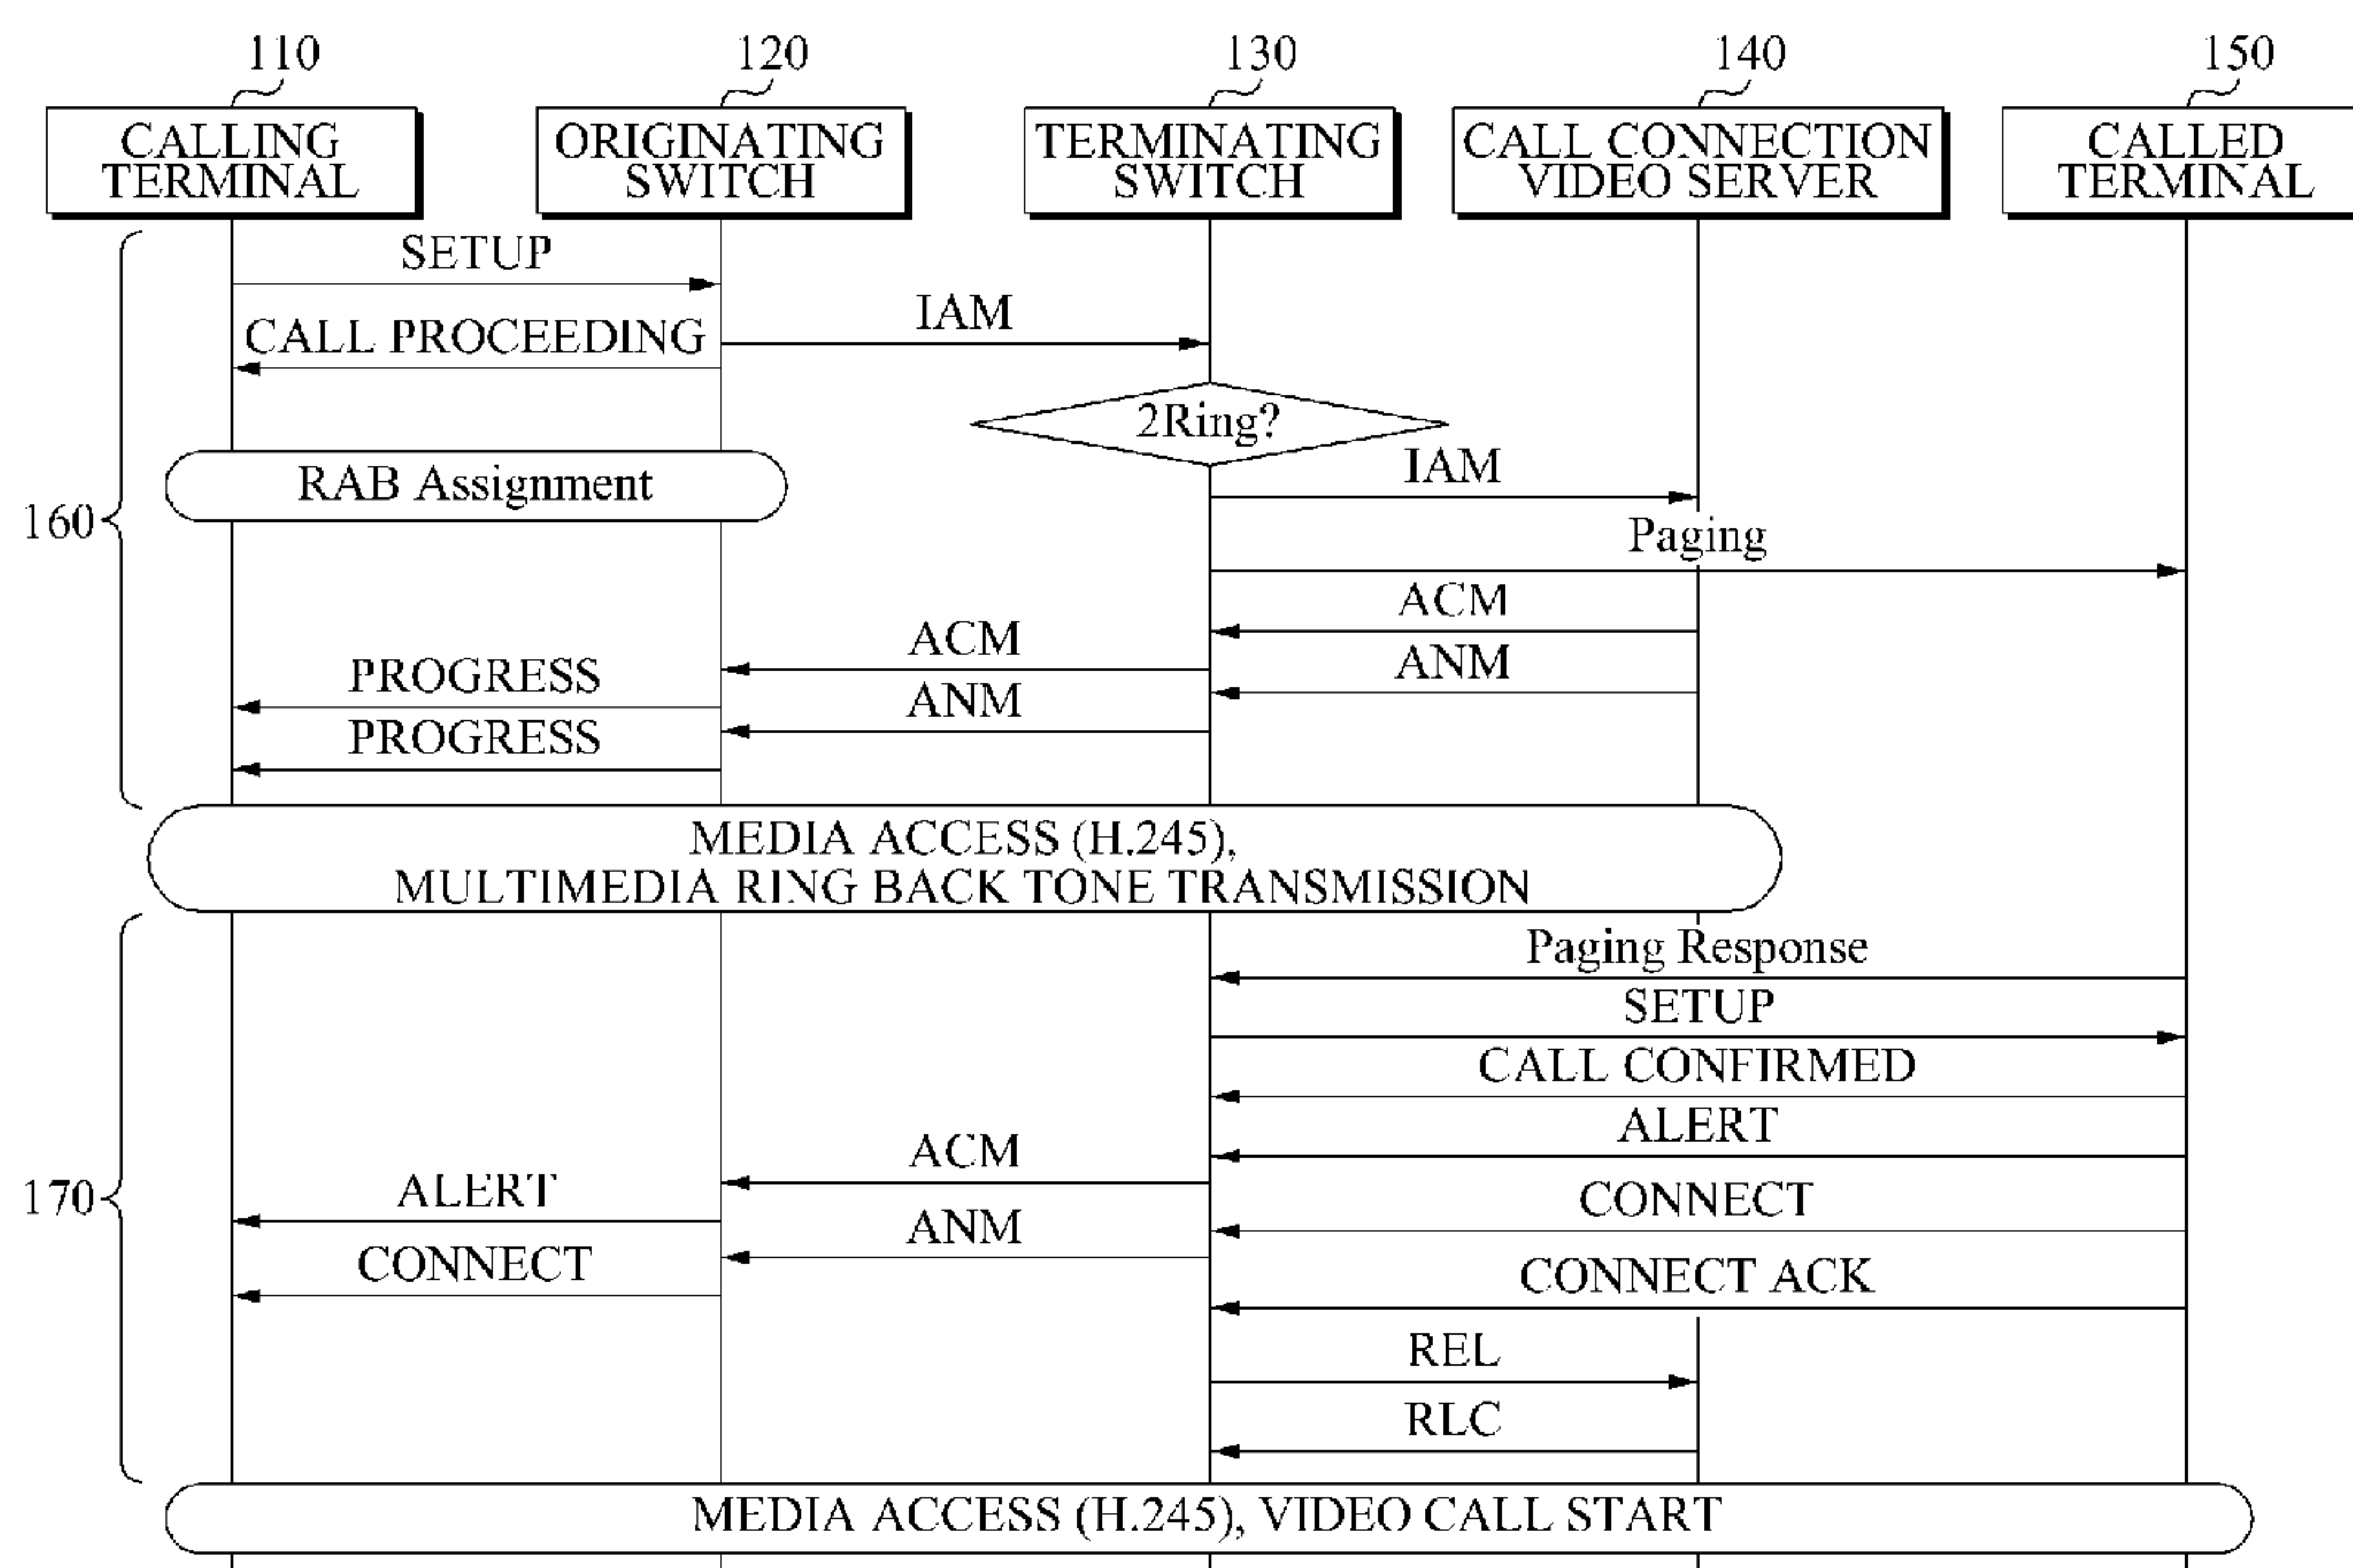 110
120
130
140
150
CALLING
TERMINAL
ORIGINATING
SWITCH
TERMINATING
SWITCH
CALL CONNECTION
VIDEO SERVER
CALLED
TERMINAL
SETUP
IAM
CALL PROCEEDING
2Ring?
IAM
RAB Assignment
160
Paging
ACM
ACM
ANM
PROGRESS
ANM
PROGRESS
MEDIA ACCESS (H.245),
MULTIMEDIA RING BACK TONE TRANSMISSION
Paging Response
SETUP
CALL CONFIRMED
ALERT
ACM
170
ALERT
CONNECT
ANM
CONNECT
CONNECT ACK
REL
RLC
MEDIA ACCESS (H.245), VIDEO CALL START